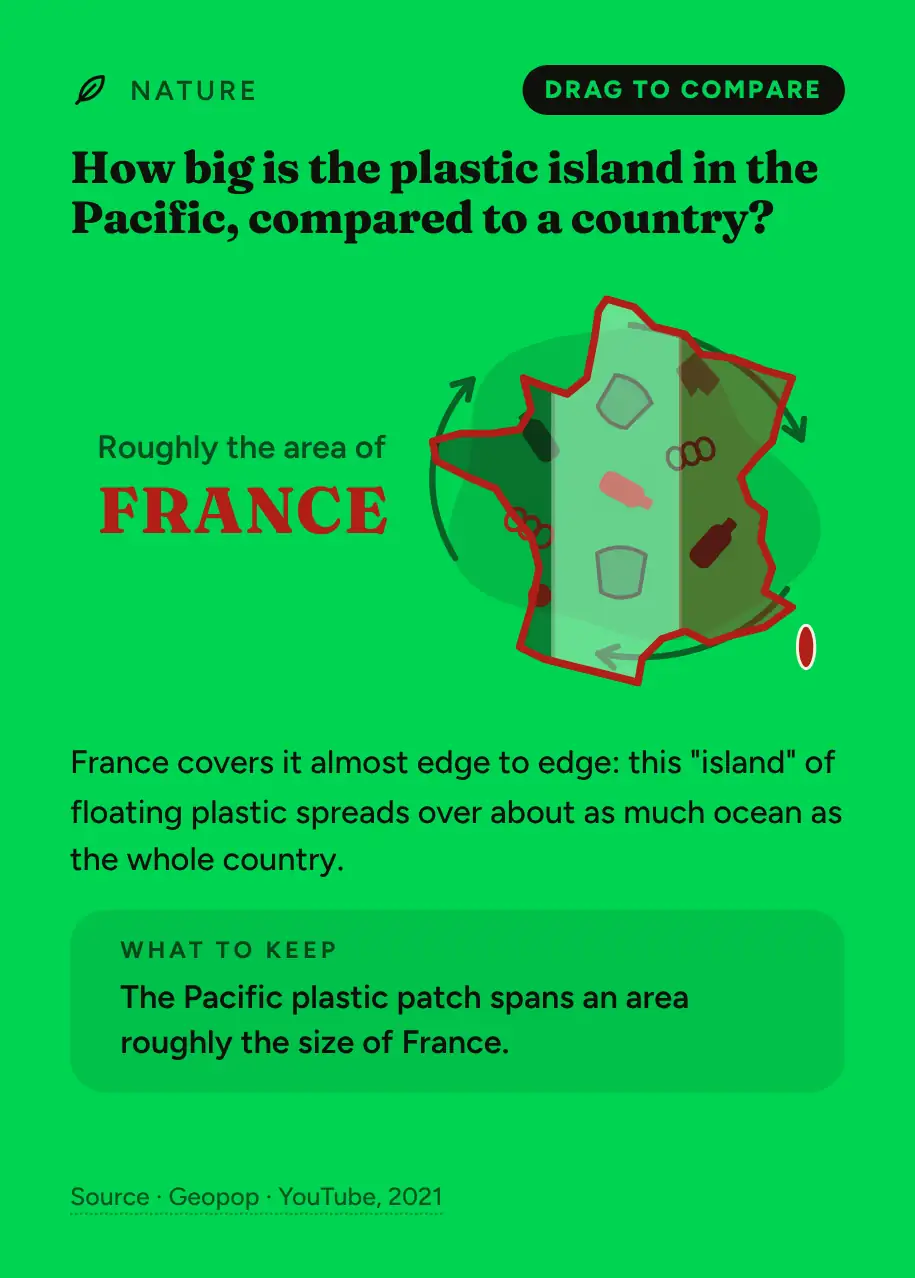 NATURE
DRAG TO COMPARE
How big is the plastic island in the
Pacific, compared to a country?
Roughly the area of
FRANCE
France covers it almost edge to edge: this "island" of
floating plastic spreads over about as much ocean as
the whole country.
WHAT TO KEEP
The Pacific plastic patch spans an area
roughly the size of France.
Source · Geopop · YouTube, 2021